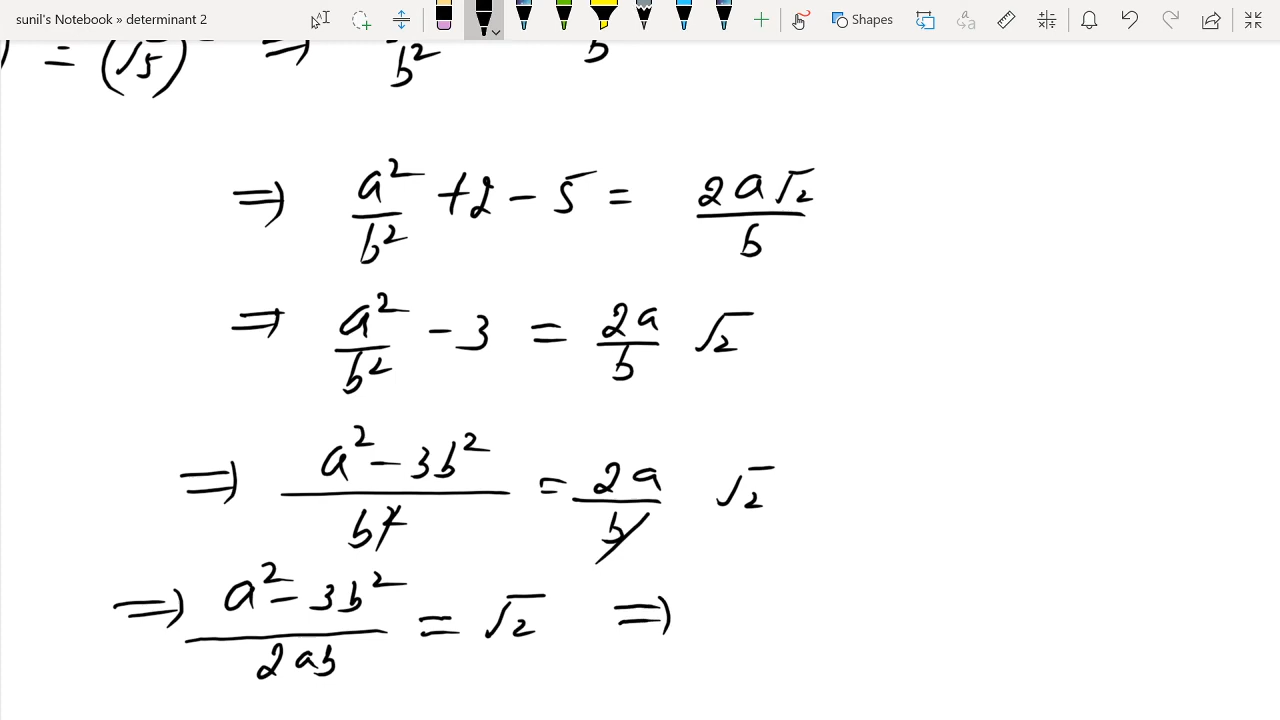 sunil's Notebook » determinant 2
Shapes
= (√5) ⇒ b² b
⇒ a²/b² + 2 - 5 = 2a√2/b
⇒ a²/b² - 3 = 2a/b √2
⇒ a² - 3b²/b² = 2a/b √2
⇒ a² - 3b²/2ab = √2 ⇒